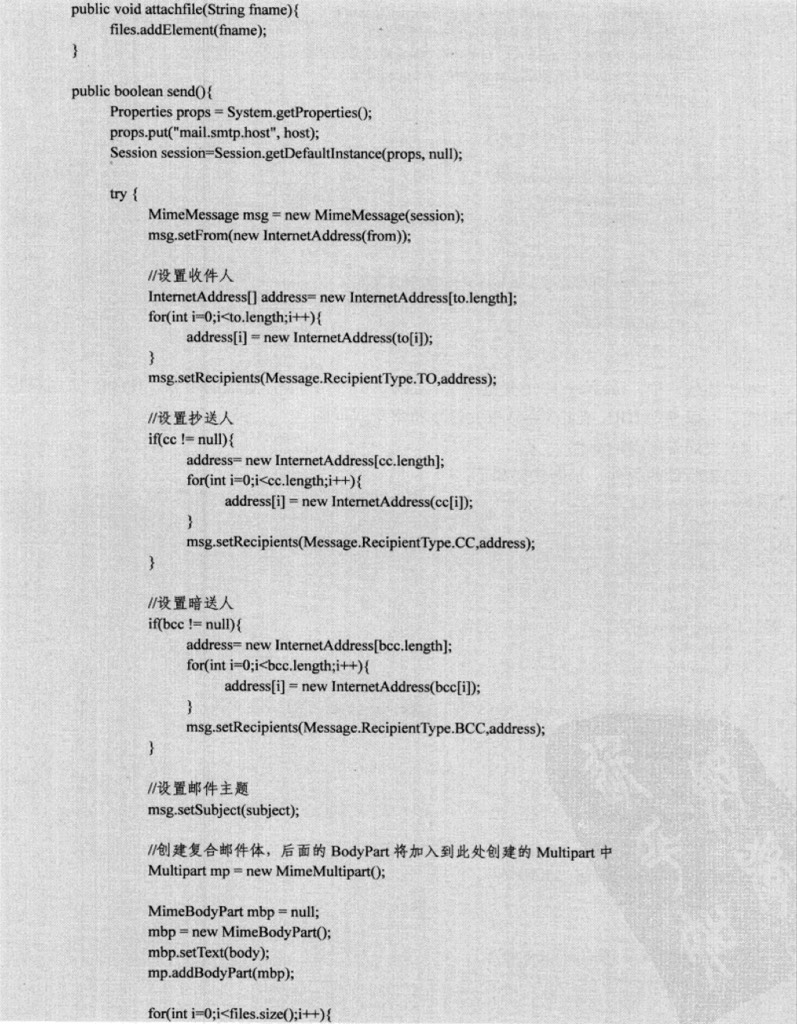 public void attachfile(String fname){
files.addElement(fname);
}
public boolean send(){
Properties props = System.getProperties();
props.put("mail.smtp.host", host);
Session session=Session.getDefaultInstance(props, null);
try {
MimeMessage msg = new MimeMessage(session);
msg.setFrom(new InternetAddress(from));
//设置收件人
InternetAddress[] address= new InternetAddress[to.length];
for(int i=0;i<to.length;i++){
address[i] = new InternetAddress(to[i]);
}
msg.setRecipients(Message.RecipientType.TO,address);
//设置抄送人
if(cc != null){
address= new InternetAddress[cc.length];
for(int i=0;i<cc.length;i++){
address[i] = new InternetAddress(cc[i]);
}
msg.setRecipients(Message.RecipientType.CC,address);
}
//设置暗送人
if(bcc != null){
address= new InternetAddress[bcc.length];
for(int i=0;i<bcc.length;i++){
address[i] = new InternetAddress(bcc[i]);
}
msg.setRecipients(Message.RecipientType.BCC,address);
}
//设置邮件主题
msg.setSubject(subject);
//创建复合邮件体，后面的 BodyPart 将加入到此处创建的 Multipart 中
Multipart mp = new MimeMultipart();
MimeBodyPart mbp = null;
mbp = new MimeBodyPart();
mbp.setText(body);
mp.addBodyPart(mbp);
for(int i=0;i<files.size();i++){